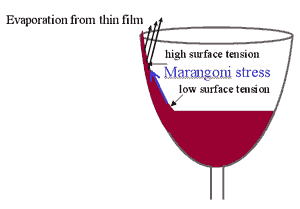 Evaporation from thin film
high surface tension
Marangoni stress
low surface tension